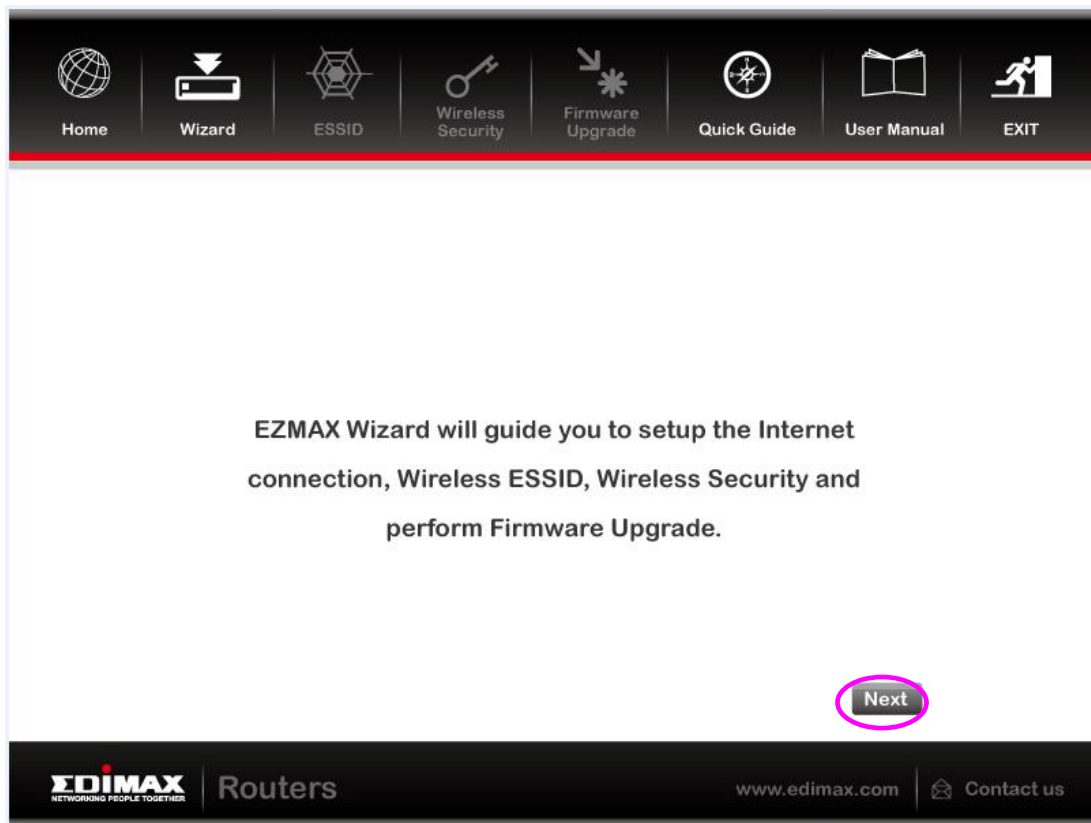 Home
Wizard
ESSID
Wireless
Security
Firmware
Upgrade
Quick Guide
User Manual
EXIT
EZMAX Wizard will guide you to setup the Internet
connection, Wireless ESSID, Wireless Security and
perform Firmware Upgrade.
Next
EDIMAX
NETWORKING PEOPLE TOGETHER
Routers
www.edimax.com
Contact us